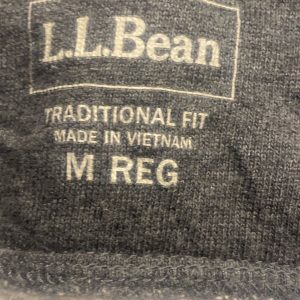 L.L.Bean
TRADITIONAL FIT
MADE IN VIETNAM
M REG